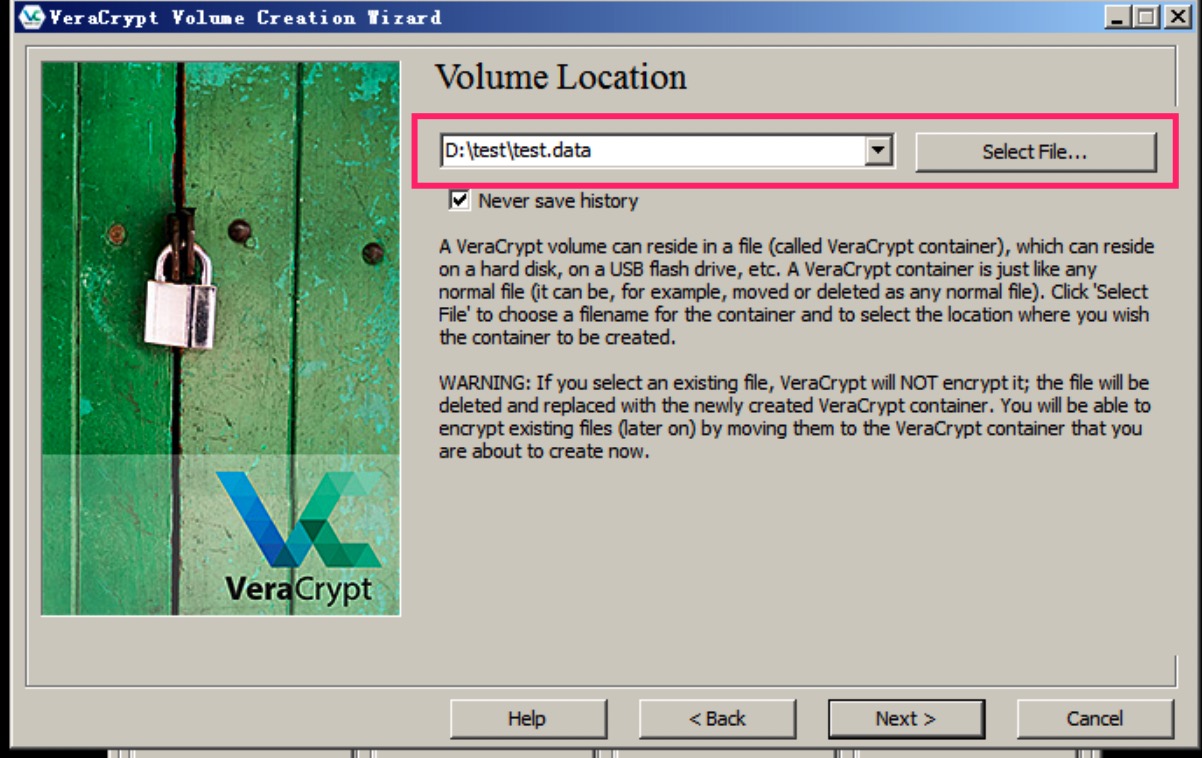 VeraCrypt Volume Creation Wizard
Volume Location
D:\test\test.data
Select File...
Never save history
A VeraCrypt volume can reside in a file (called VeraCrypt container), which can reside
on a hard disk, on a USB flash drive, etc. A VeraCrypt container is just like any
normal file (it can be, for example, moved or deleted as any normal file). Click 'Select
File' to choose a filename for the container and to select the location where you wish
the container to be created.
WARNING: If you select an existing file, VeraCrypt will NOT encrypt it; the file will be
deleted and replaced with the newly created VeraCrypt container. You will be able to
encrypt existing files (later on) by moving them to the VeraCrypt container that you
are about to create now.
VeraCrypt
Help
< Back
Next >
Cancel